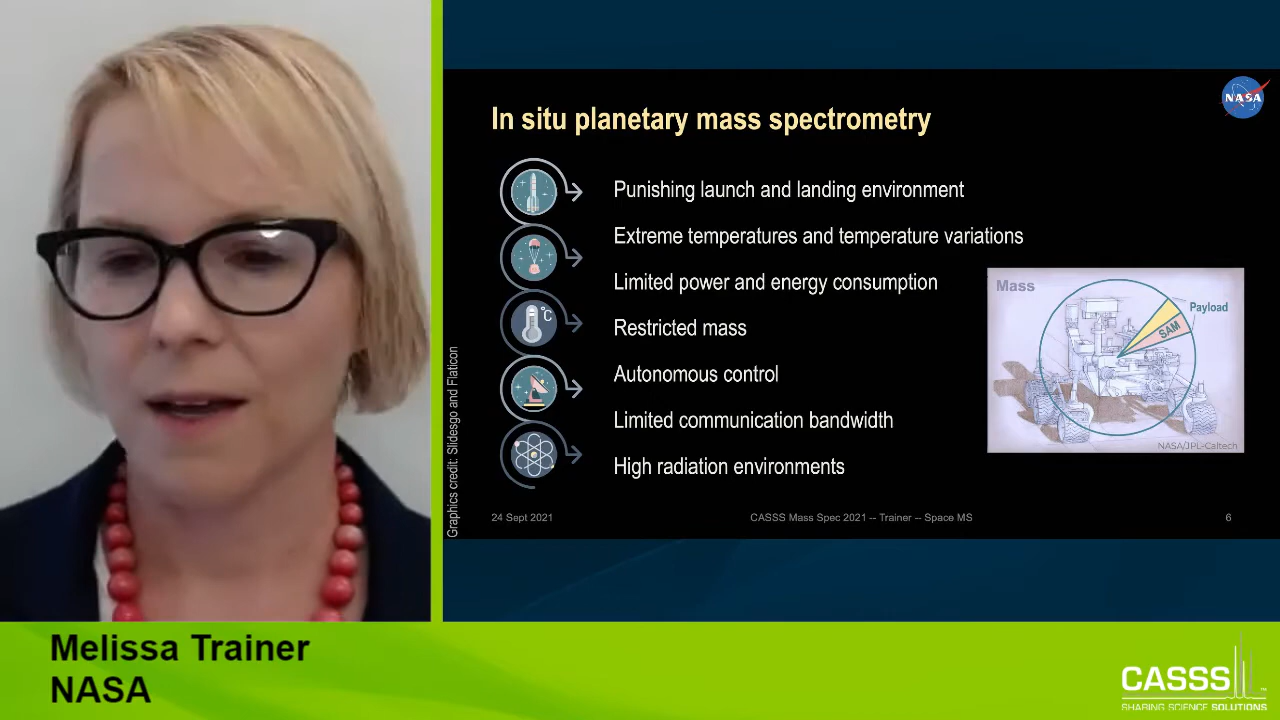 In situ planetary mass spectrometry
NASA
Punishing launch and landing environment
Extreme temperatures and temperature variations
Limited power and energy consumption
°C
Restricted mass
Autonomous control
Limited communication bandwidth
High radiation environments
Mass
Payload
SAM
NASA/JPL-Caltech
Graphics credit: Slidesgo and Flaticon
24 Sept 2021
CASSS Mass Spec 2021 -- Trainer -- Space MS
6
Melissa Trainer
NASA
CASSS™
SHARING SCIENCE SOLUTIONS